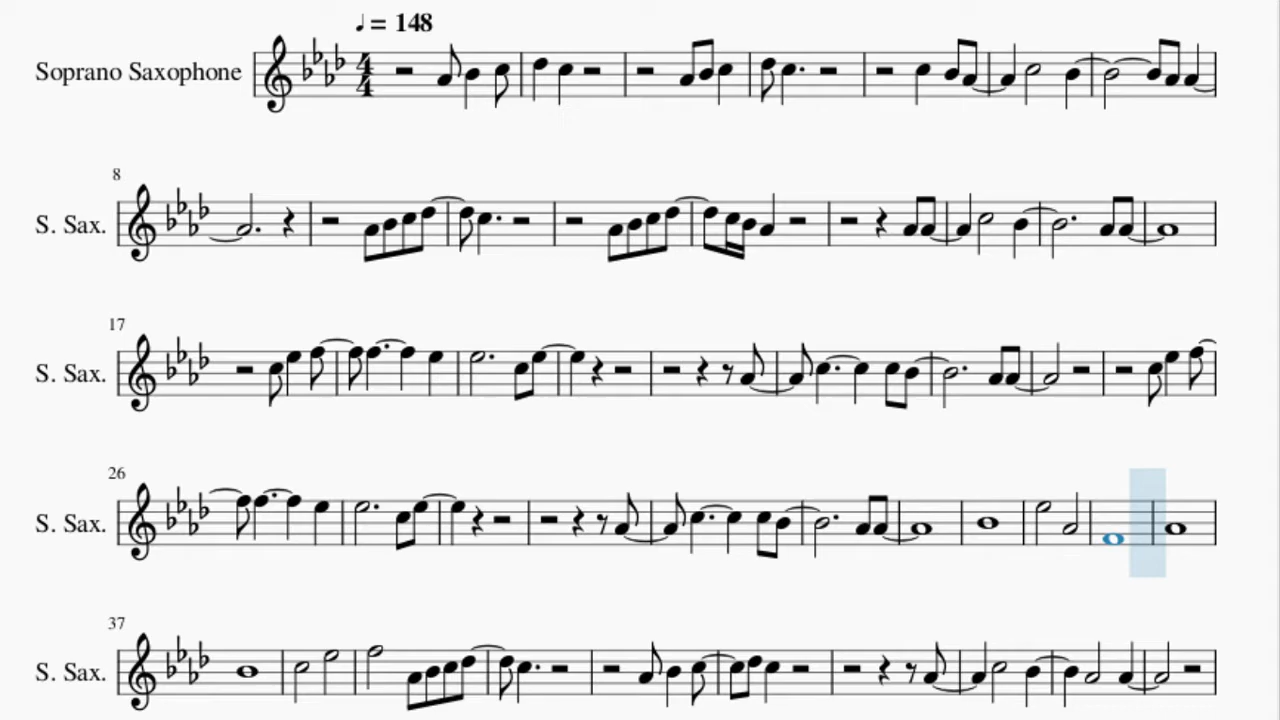 ♩ = 148
Soprano Saxophone
4
4
8
S. Sax.
17
S. Sax.
26
S. Sax.
37
S. Sax.